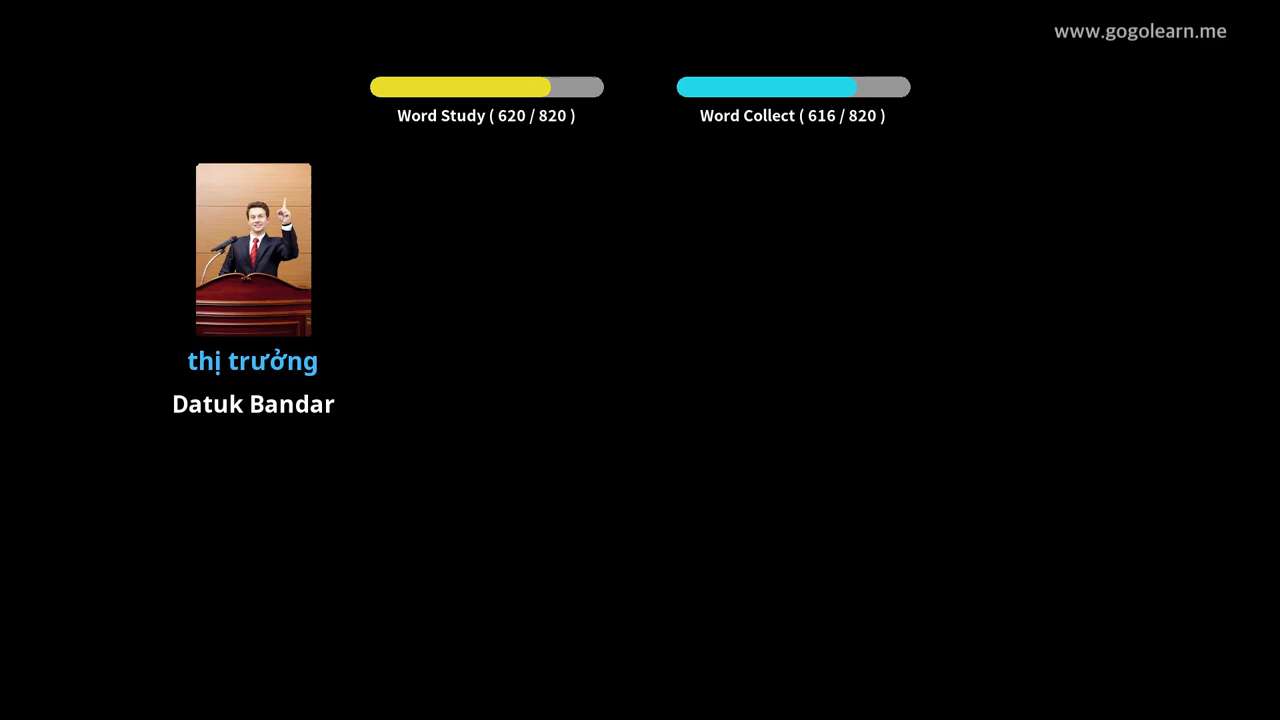 www.gogolearn.me
Word Study ( 620 / 820 )
Word Collect ( 616 / 820 )
thị trưởng
Datuk Bandar